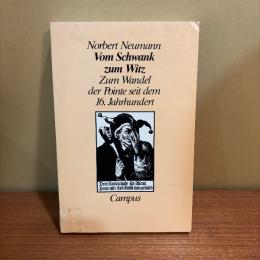 Norbert Neumann
Vom Schwank
zum Witz
Zum Wandel
der Pointe seit dem
16. Jahrhundert
Campus